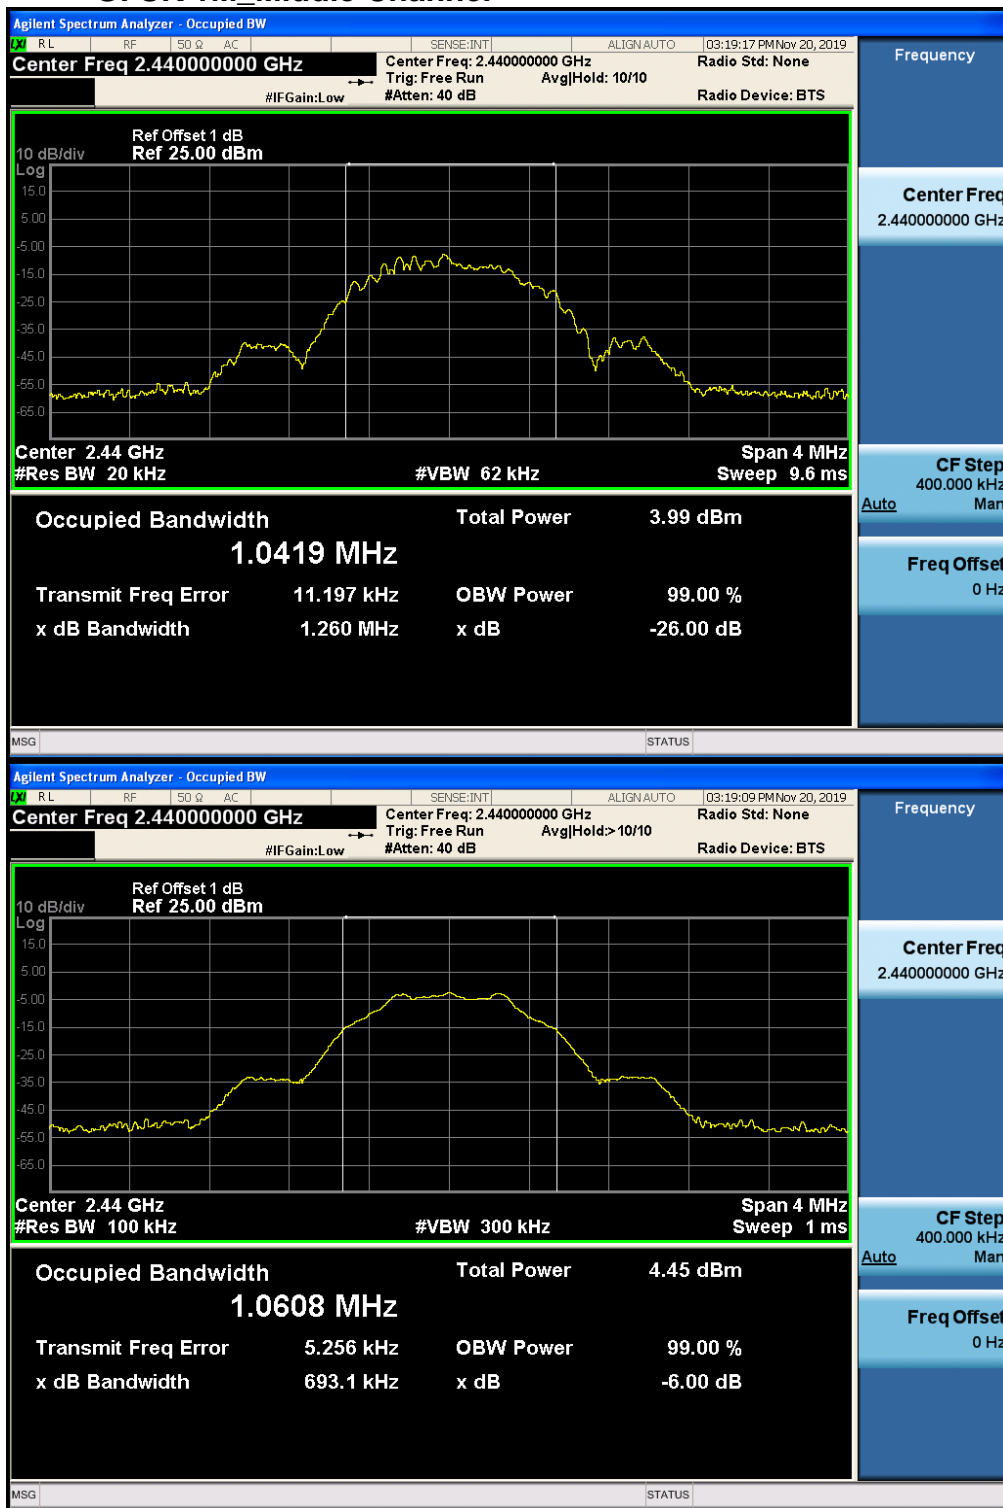 Agilent Spectrum Analyzer - Occupied BW
LXI RL RF 50 Ω AC SENSE:INT ALIGN AUTO 03:19:17 PM Nov 20, 2019
Center Freq 2.440000000 GHz Center Freq: 2.440000000 GHz Radio Std: None Frequency
Trig: Free Run Avg|Hold: 10/10
#IFGain:Low #Atten: 40 dB Radio Device: BTS
Ref Offset 1 dB
10 dB/div Ref 25.00 dBm
Log
15.0
5.00
-5.00
-15.0
-25.0
-35.0
-45.0
-55.0
-65.0
Center Freq
2.440000000 GHz
Center 2.44 GHz Span 4 MHz
#Res BW 20 kHz #VBW 62 kHz Sweep 9.6 ms
CF Step
400.000 kHz
Auto Man
Occupied Bandwidth Total Power 3.99 dBm
1.0419 MHz
Freq Offset
0 Hz
Transmit Freq Error 11.197 kHz OBW Power 99.00 %
x dB Bandwidth 1.260 MHz x dB -26.00 dB
MSG STATUS
Agilent Spectrum Analyzer - Occupied BW
LXI RL RF 50 Ω AC SENSE:INT ALIGN AUTO 03:19:09 PM Nov 20, 2019
Center Freq 2.440000000 GHz Center Freq: 2.440000000 GHz Radio Std: None Frequency
Trig: Free Run Avg|Hold:>10/10
#IFGain:Low #Atten: 40 dB Radio Device: BTS
Ref Offset 1 dB
10 dB/div Ref 25.00 dBm
Log
15.0
5.00
-5.00
-15.0
-25.0
-35.0
-45.0
-55.0
-65.0
Center Freq
2.440000000 GHz
Center 2.44 GHz Span 4 MHz
#Res BW 100 kHz #VBW 300 kHz Sweep 1 ms
CF Step
400.000 kHz
Auto Man
Occupied Bandwidth Total Power 4.45 dBm
1.0608 MHz
Freq Offset
0 Hz
Transmit Freq Error 5.256 kHz OBW Power 99.00 %
x dB Bandwidth 693.1 kHz x dB -6.00 dB
MSG STATUS